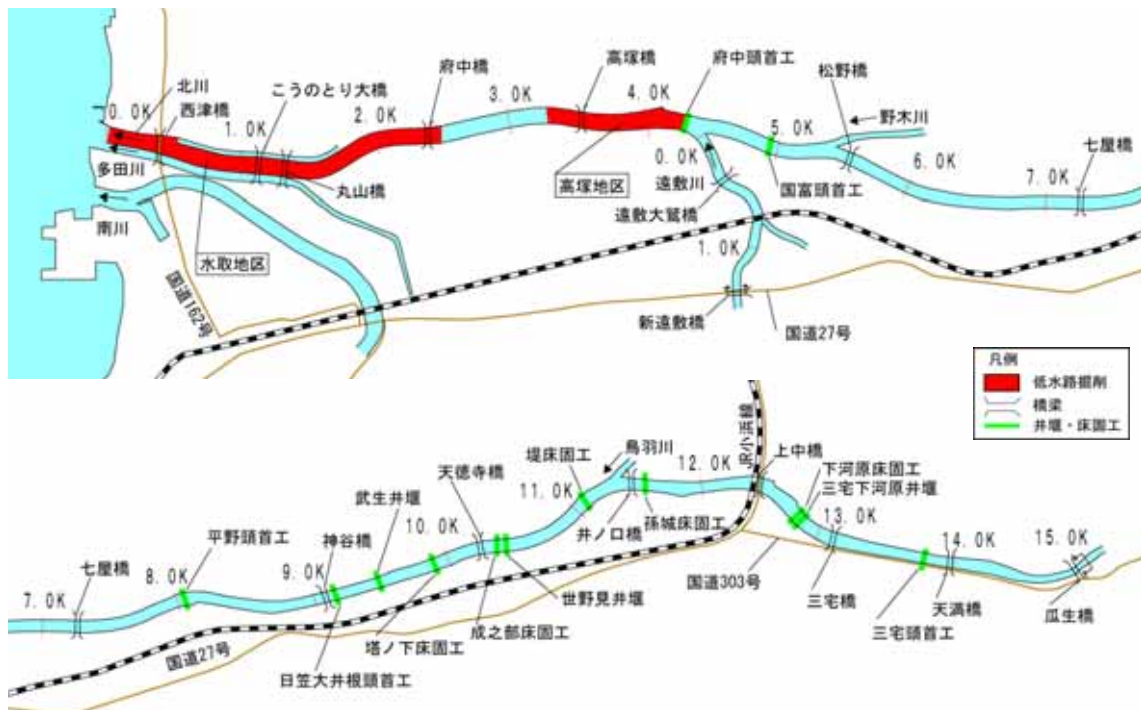 北川
0.0K
西津橋
こうのとり大橋
1.0K
2.0K
府中橋
3.0K
高塚橋
4.0K
府中頭首工
松野橋
5.0K
野木川
6.0K
7.0K
七屋橋
多田川
丸山橋
高塚地区
0.0K
遠敷川
国富頭首工
南川
水取地区
遠敷大鷲橋
1.0K
国道162号
新遠敷橋
国道27号
凡例
低水路掘削
橋梁
井堰・床固工
七屋橋
7.0K
8.0K
平野頭首工
9.0K
神谷橋
武生井堰
10.0K
天徳寺橋
堤床固工
11.0K
鳥羽川
12.0K
JR小浜線
上中橋
下河原床固工
三宅下河原井堰
13.0K
14.0K
15.0K
井ノ口橋
孫城床固工
国道303号
三宅橋
天満橋
三宅頭首工
瓜生橋
世野見井堰
成之部床固工
塔ノ下床固工
日笠大井根頭首工
国道27号